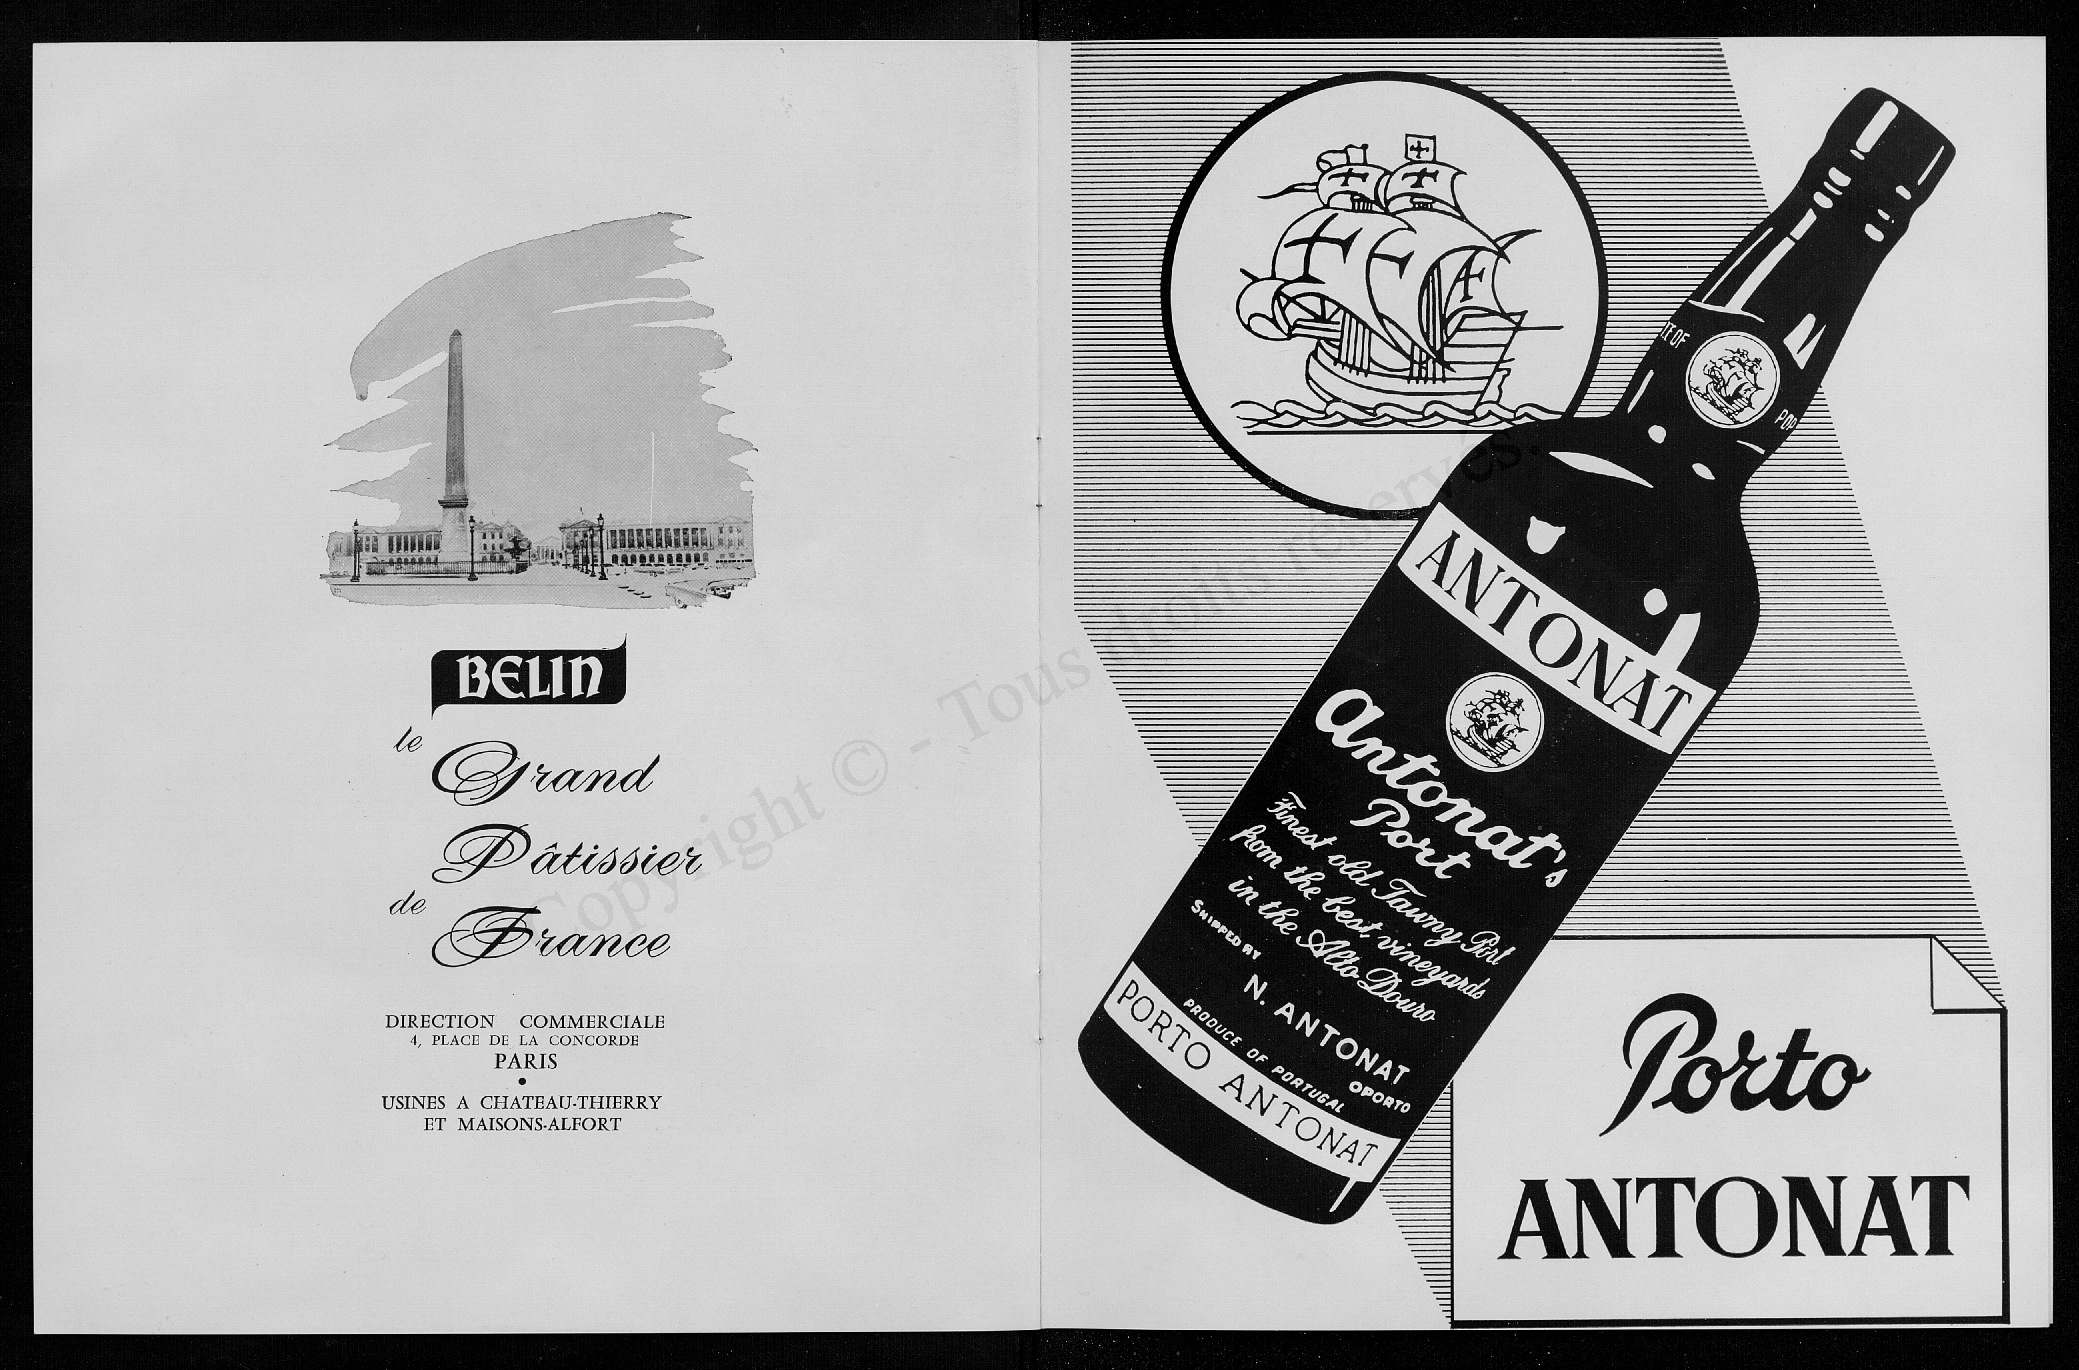 BELIN
le
Grand
Pâtissier
de
France
DIRECTION COMMERCIALE
4, PLACE DE LA CONCORDE
PARIS
•
USINES A CHATEAU-THIERRY
ET MAISONS-ALFORT
ANTONAT
Antonat's
Port
Finest old Tawny Port
from the best vineyards
in the Alto Douro
SHIPPED BY
N. ANTONAT
OPORTO
PRODUCE OF PORTUGAL
PORTO ANTONAT
Porto
ANTONAT
Copyright © - Tous droits réservés.